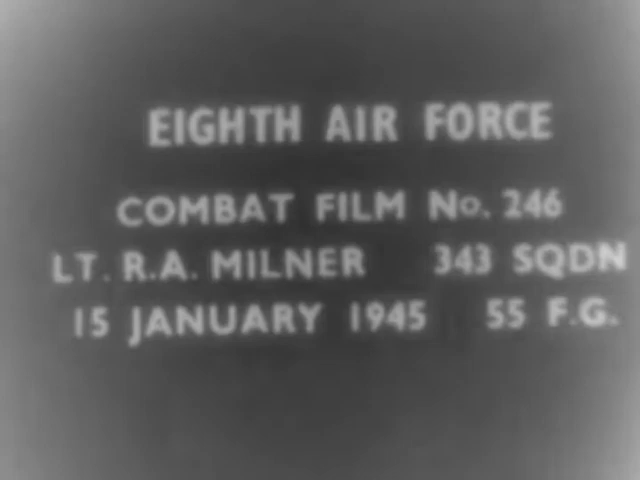 EIGHTH AIR FORCE
COMBAT FILM No. 246
LT. R.A. MILNER 343 SQDN
15 JANUARY 1945 55 F.G.